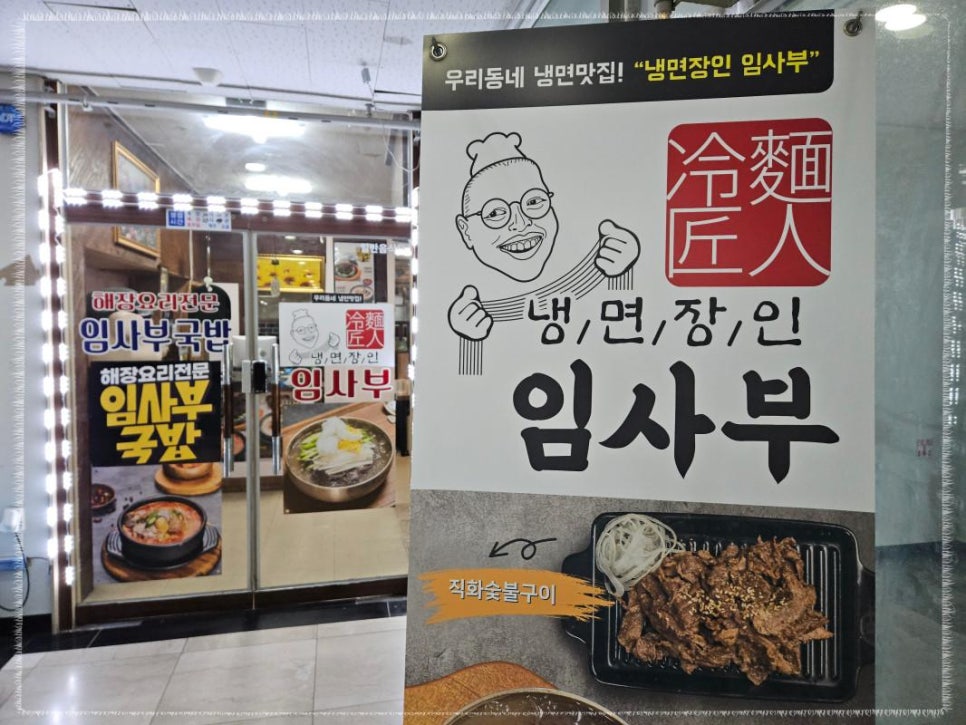 우리동네 냉면맛집! “냉면장인 임사부”
冷麵
匠人
냉/면/장/인
임사부
직화숯불구이
해장요리전문
임사부국밥
해장요리전문
임사부
국밥
우리동네 냉면맛집!
冷麵
匠人
냉/면/장/인
임사부